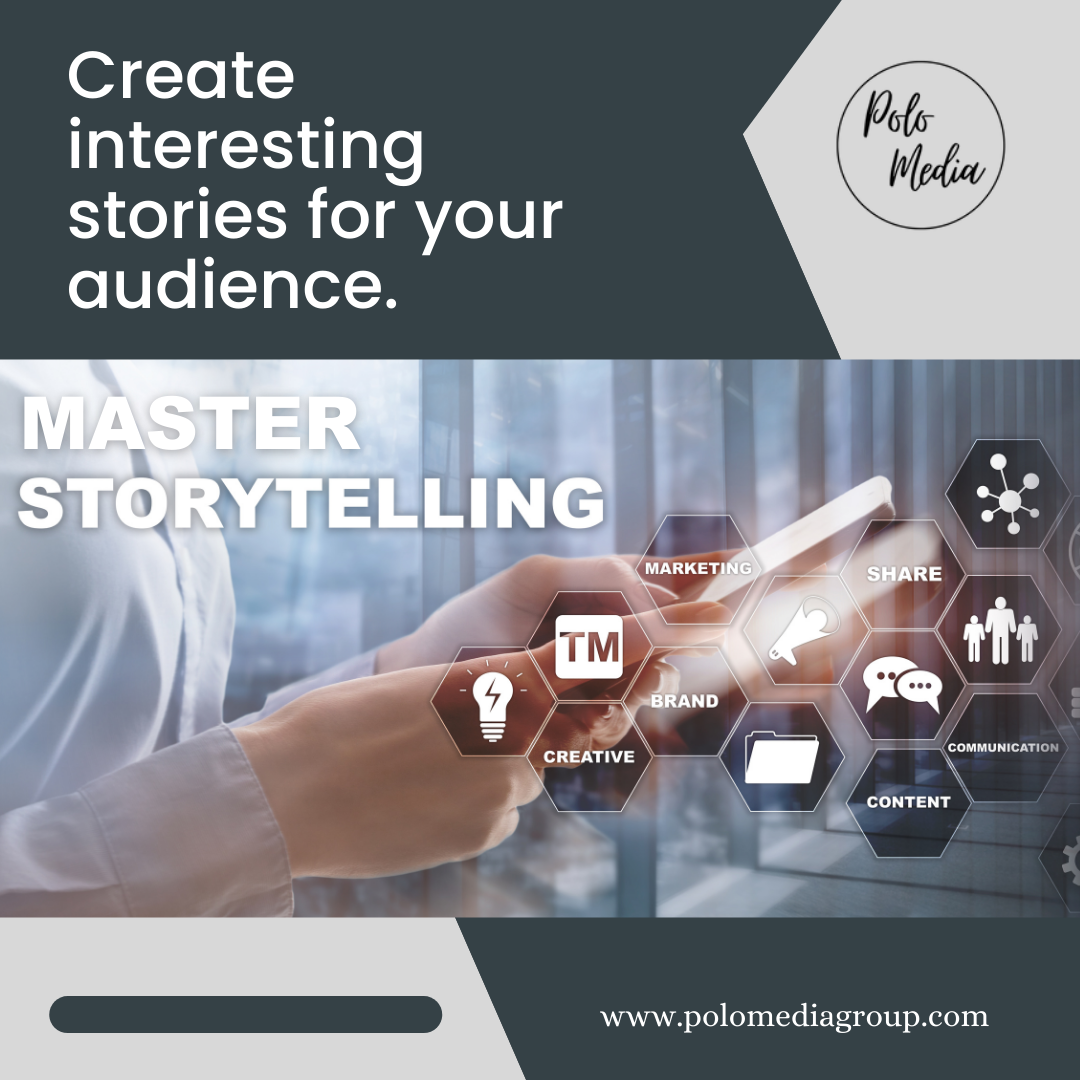 Create
interesting
stories for your
audience.
Polo
Media
MASTER
STORYTELLING
MARKETING
SHARE
TM
BRAND
CREATIVE
COMMUNICATION
CONTENT
www.polomediagroup.com